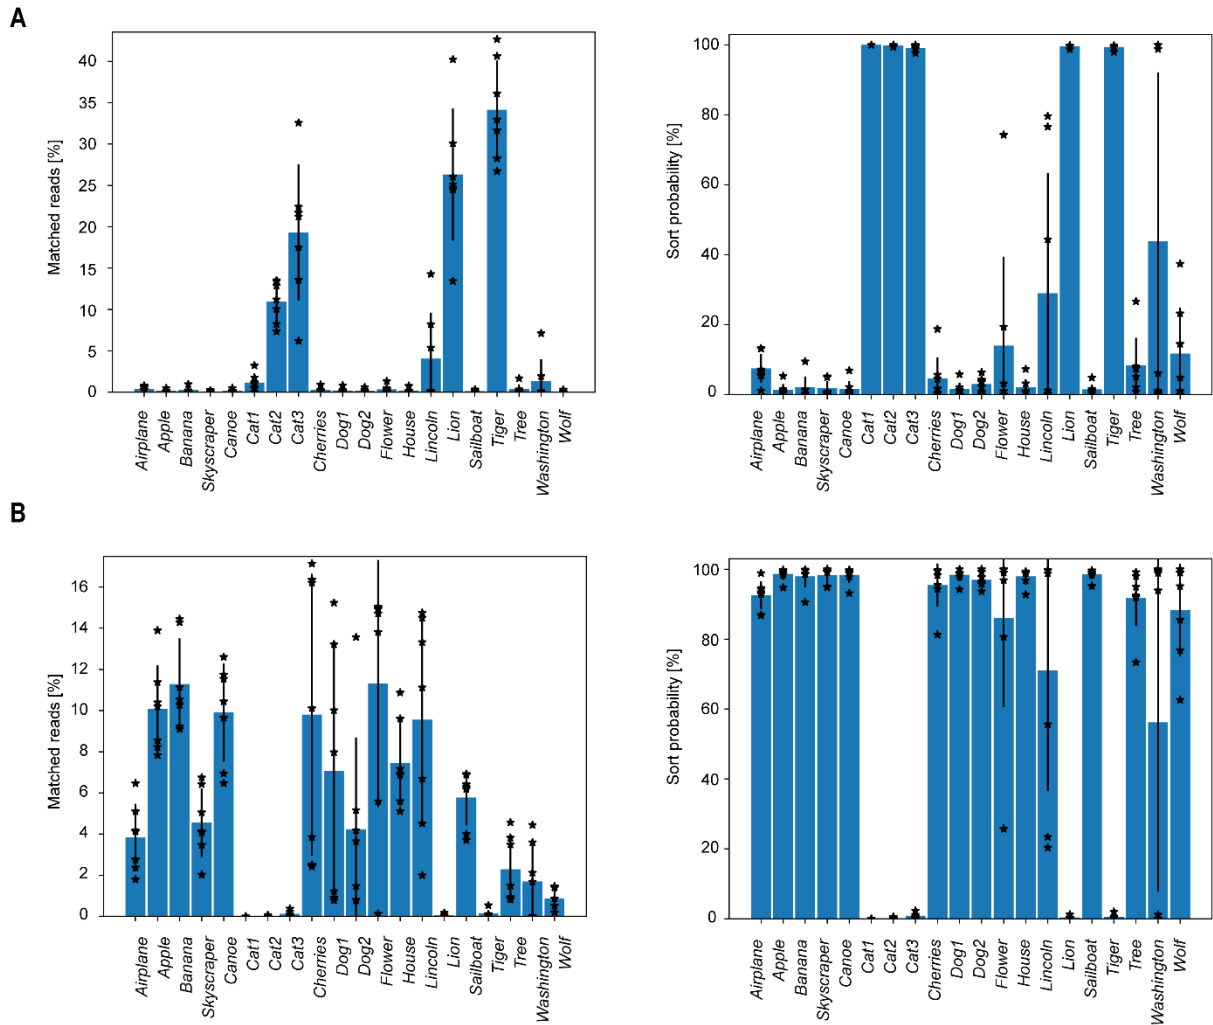 A
Matched reads [%]
40
35
30
25
20
15
10
5
0
Airplane
Apple
Banana
Skyscraper
Canoe
Cat1
Cat2
Cat3
Cherries
Dog1
Dog2
Flower
House
Lincoln
Lion
Sailboat
Tiger
Tree
Washington
Wolf
Sort probability [%]
100
80
60
40
20
0
Airplane
Apple
Banana
Skyscraper
Canoe
Cat1
Cat2
Cat3
Cherries
Dog1
Dog2
Flower
House
Lincoln
Lion
Sailboat
Tiger
Tree
Washington
Wolf
B
Matched reads [%]
16
14
12
10
8
6
4
2
0
Airplane
Apple
Banana
Skyscraper
Canoe
Cat1
Cat2
Cat3
Cherries
Dog1
Dog2
Flower
House
Lincoln
Lion
Sailboat
Tiger
Tree
Washington
Wolf
Sort probability [%]
100
80
60
40
20
0
Airplane
Apple
Banana
Skyscraper
Canoe
Cat1
Cat2
Cat3
Cherries
Dog1
Dog2
Flower
House
Lincoln
Lion
Sailboat
Tiger
Tree
Washington
Wolf